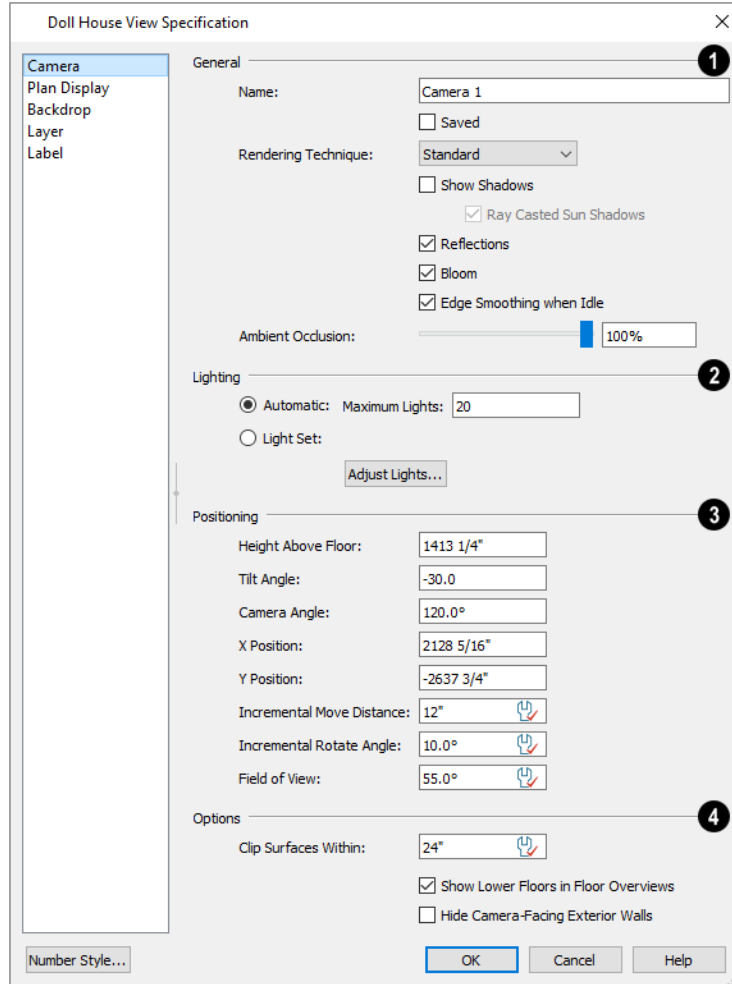 Doll House View Specification
Camera
Plan Display
Backdrop
Layer
Label
General 1
Name: Camera 1
Saved
Rendering Technique: Standard
Show Shadows
Ray Casted Sun Shadows
Reflections
Bloom
Edge Smoothing when Idle
Ambient Occlusion: 100%
Lighting 2
Automatic: Maximum Lights: 20
Light Set:
Adjust Lights...
Positioning 3
Height Above Floor: 1413 1/4"
Tilt Angle: -30.0
Camera Angle: 120.0°
X Position: 2128 5/16"
Y Position: -2637 3/4"
Incremental Move Distance: 12"
Incremental Rotate Angle: 10.0°
Field of View: 55.0°
Options 4
Clip Surfaces Within: 24"
Show Lower Floors in Floor Overviews
Hide Camera-Facing Exterior Walls
Number Style... OK Cancel Help